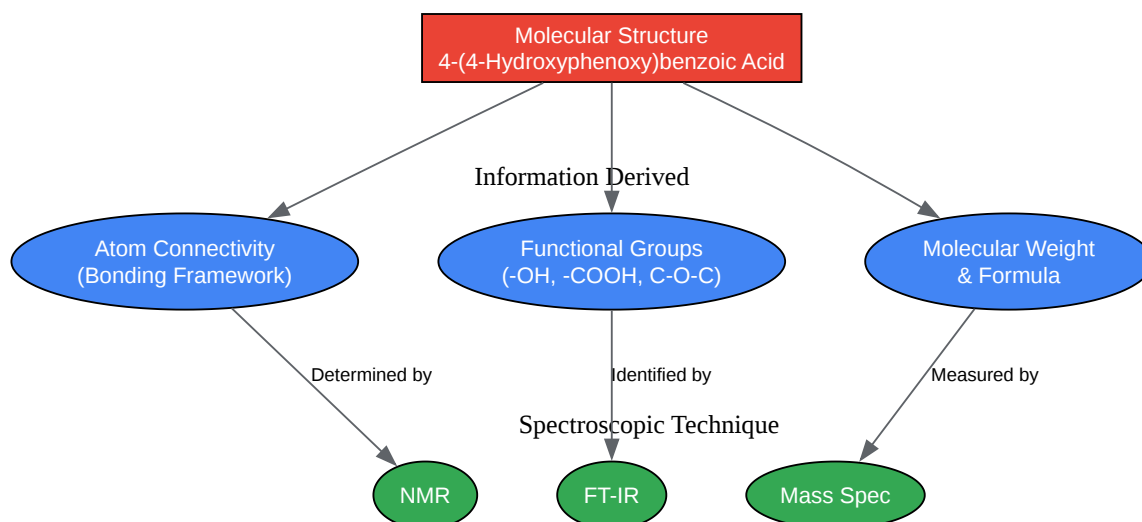 Molecular Structure
4-(4-Hydroxyphenoxy)benzoic Acid
Information Derived
Atom Connectivity
(Bonding Framework)
Functional Groups
(-OH, -COOH, C-O-C)
Molecular Weight
& Formula
Determined by
Identified by
Measured by
Spectroscopic Technique
NMR
FT-IR
Mass Spec